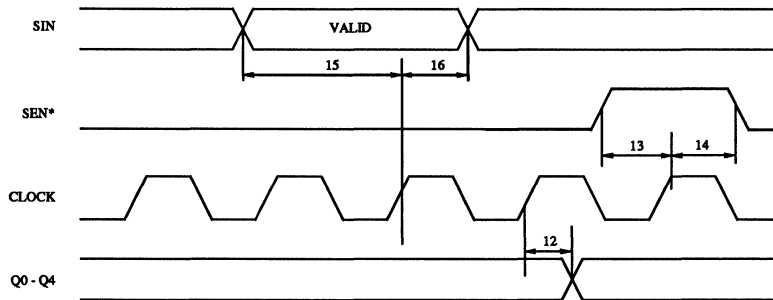 SIN
VALID
15
16
SEN*
13
14
CLOCK
12
Q0 - Q4